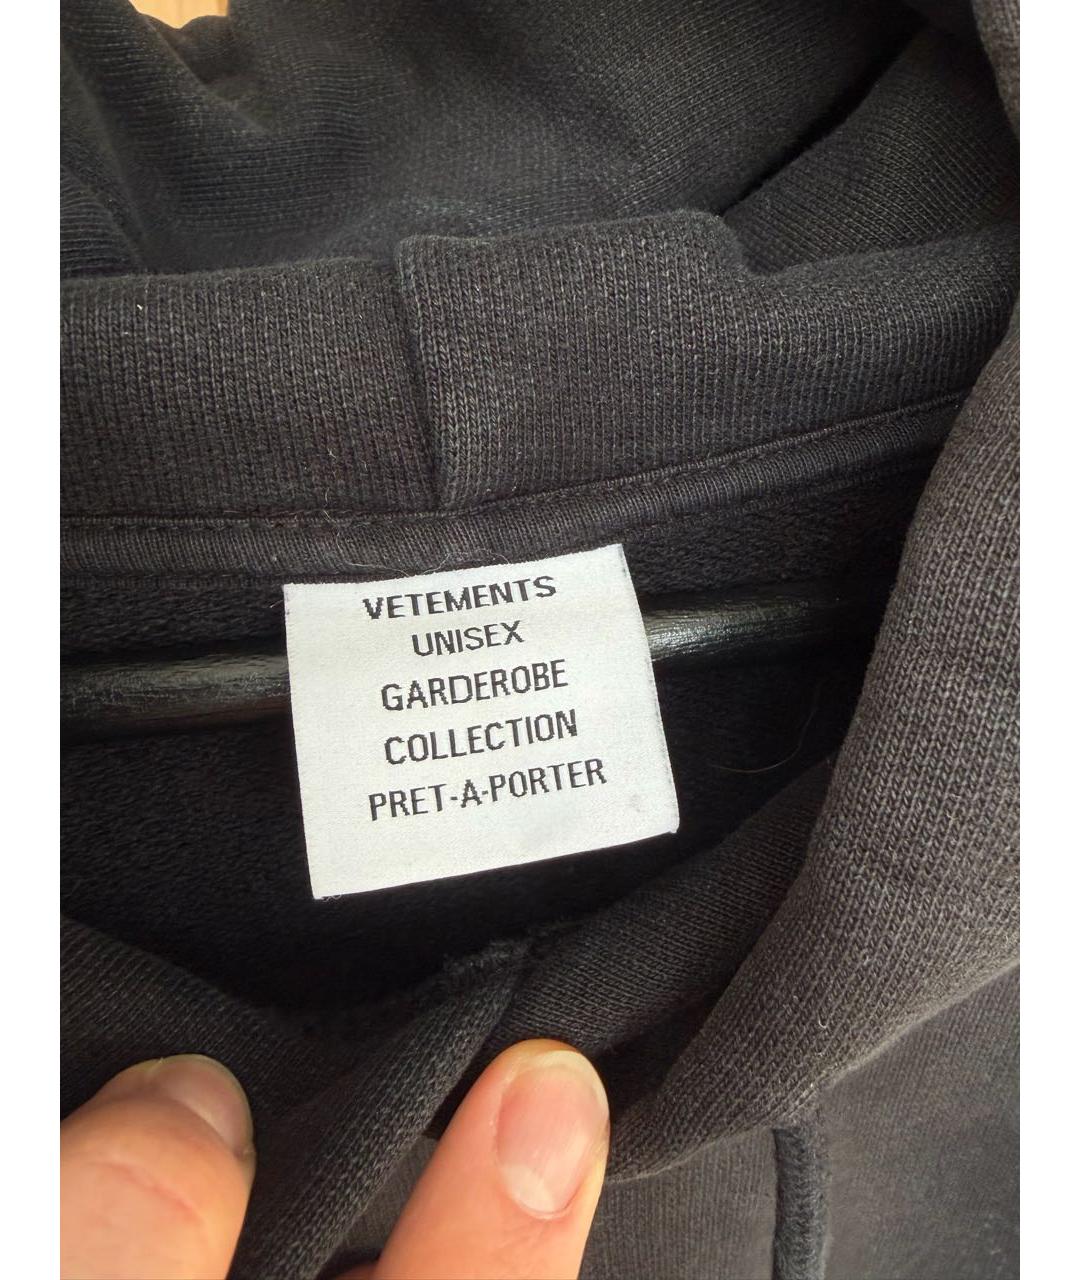 VETEMENTS
UNISEX
GARDEROBE
COLLECTION
PRET-A-PORTER